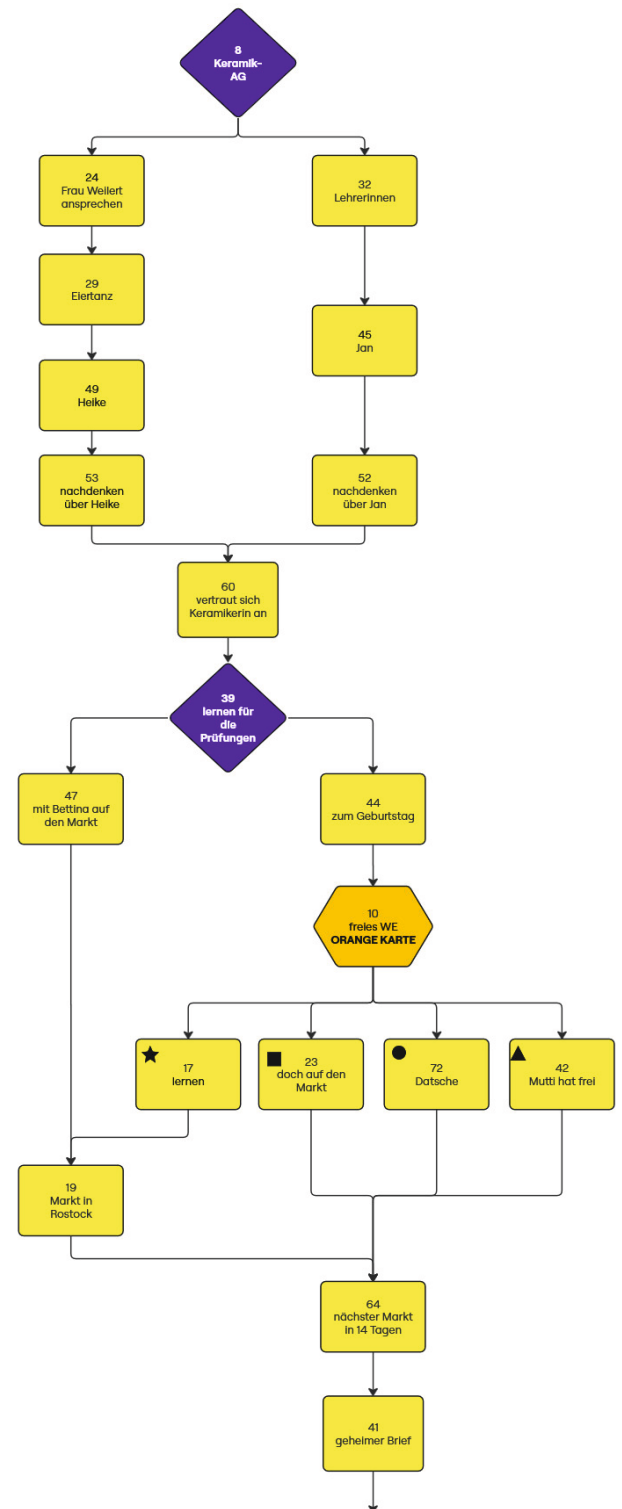 8
Keramik-
AG
24
Frau Weilert
ansprechen
32
Lehrerinnen
29
Eiertanz
45
Jan
49
Heike
53
nachdenken
über Heike
52
nachdenken
über Jan
60
vertraut sich
Keramikerin an
39
lernen für
die
Prüfungen
47
mit Bettina auf
den Markt
44
zum Geburtstag
10
freies WE
ORANGE KARTE
17
lernen
23
doch auf den
Markt
72
Datsche
42
Mutti hat frei
19
Markt in
Rostock
64
nächster Markt
in 14 Tagen
41
geheimer Brief